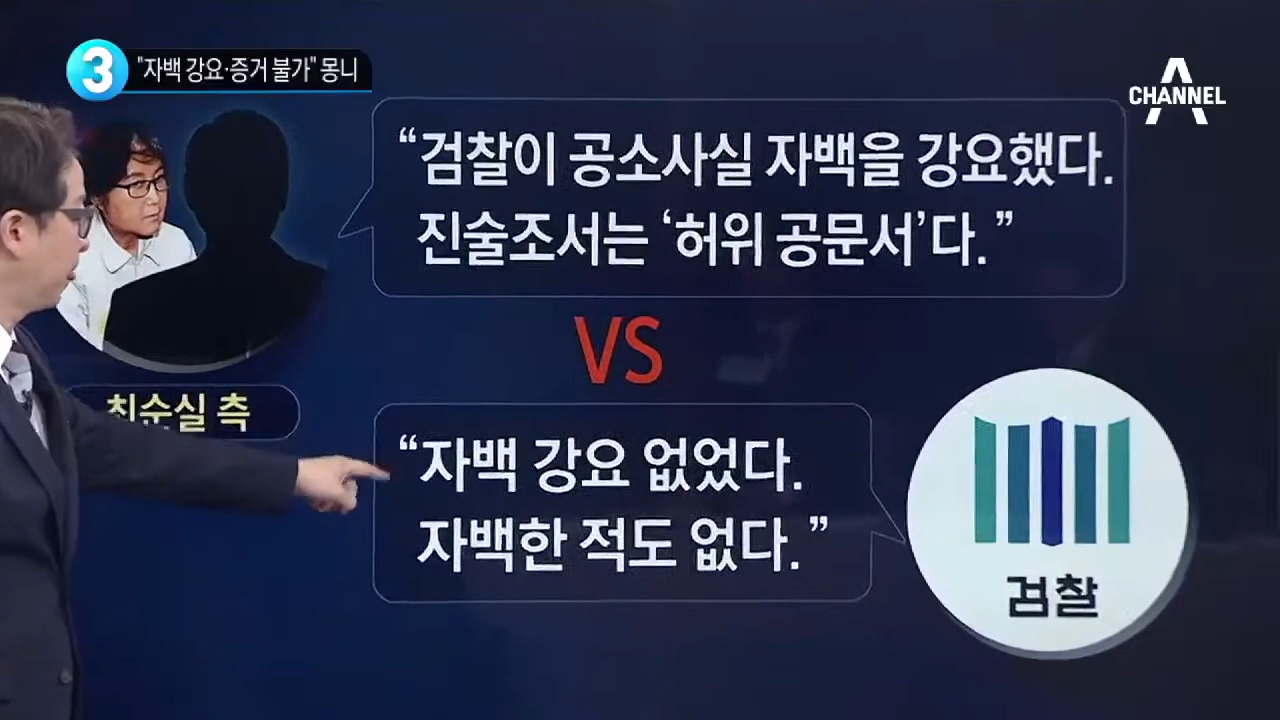 3 "자백 강요·증거 불가" 몽니
CHANNEL A
“검찰이 공소사실 자백을 강요했다.
진술조서는 ‘허위 공문서’다.”
VS
최순실 측
“자백 강요 없었다.
자백한 적도 없다.”
검찰